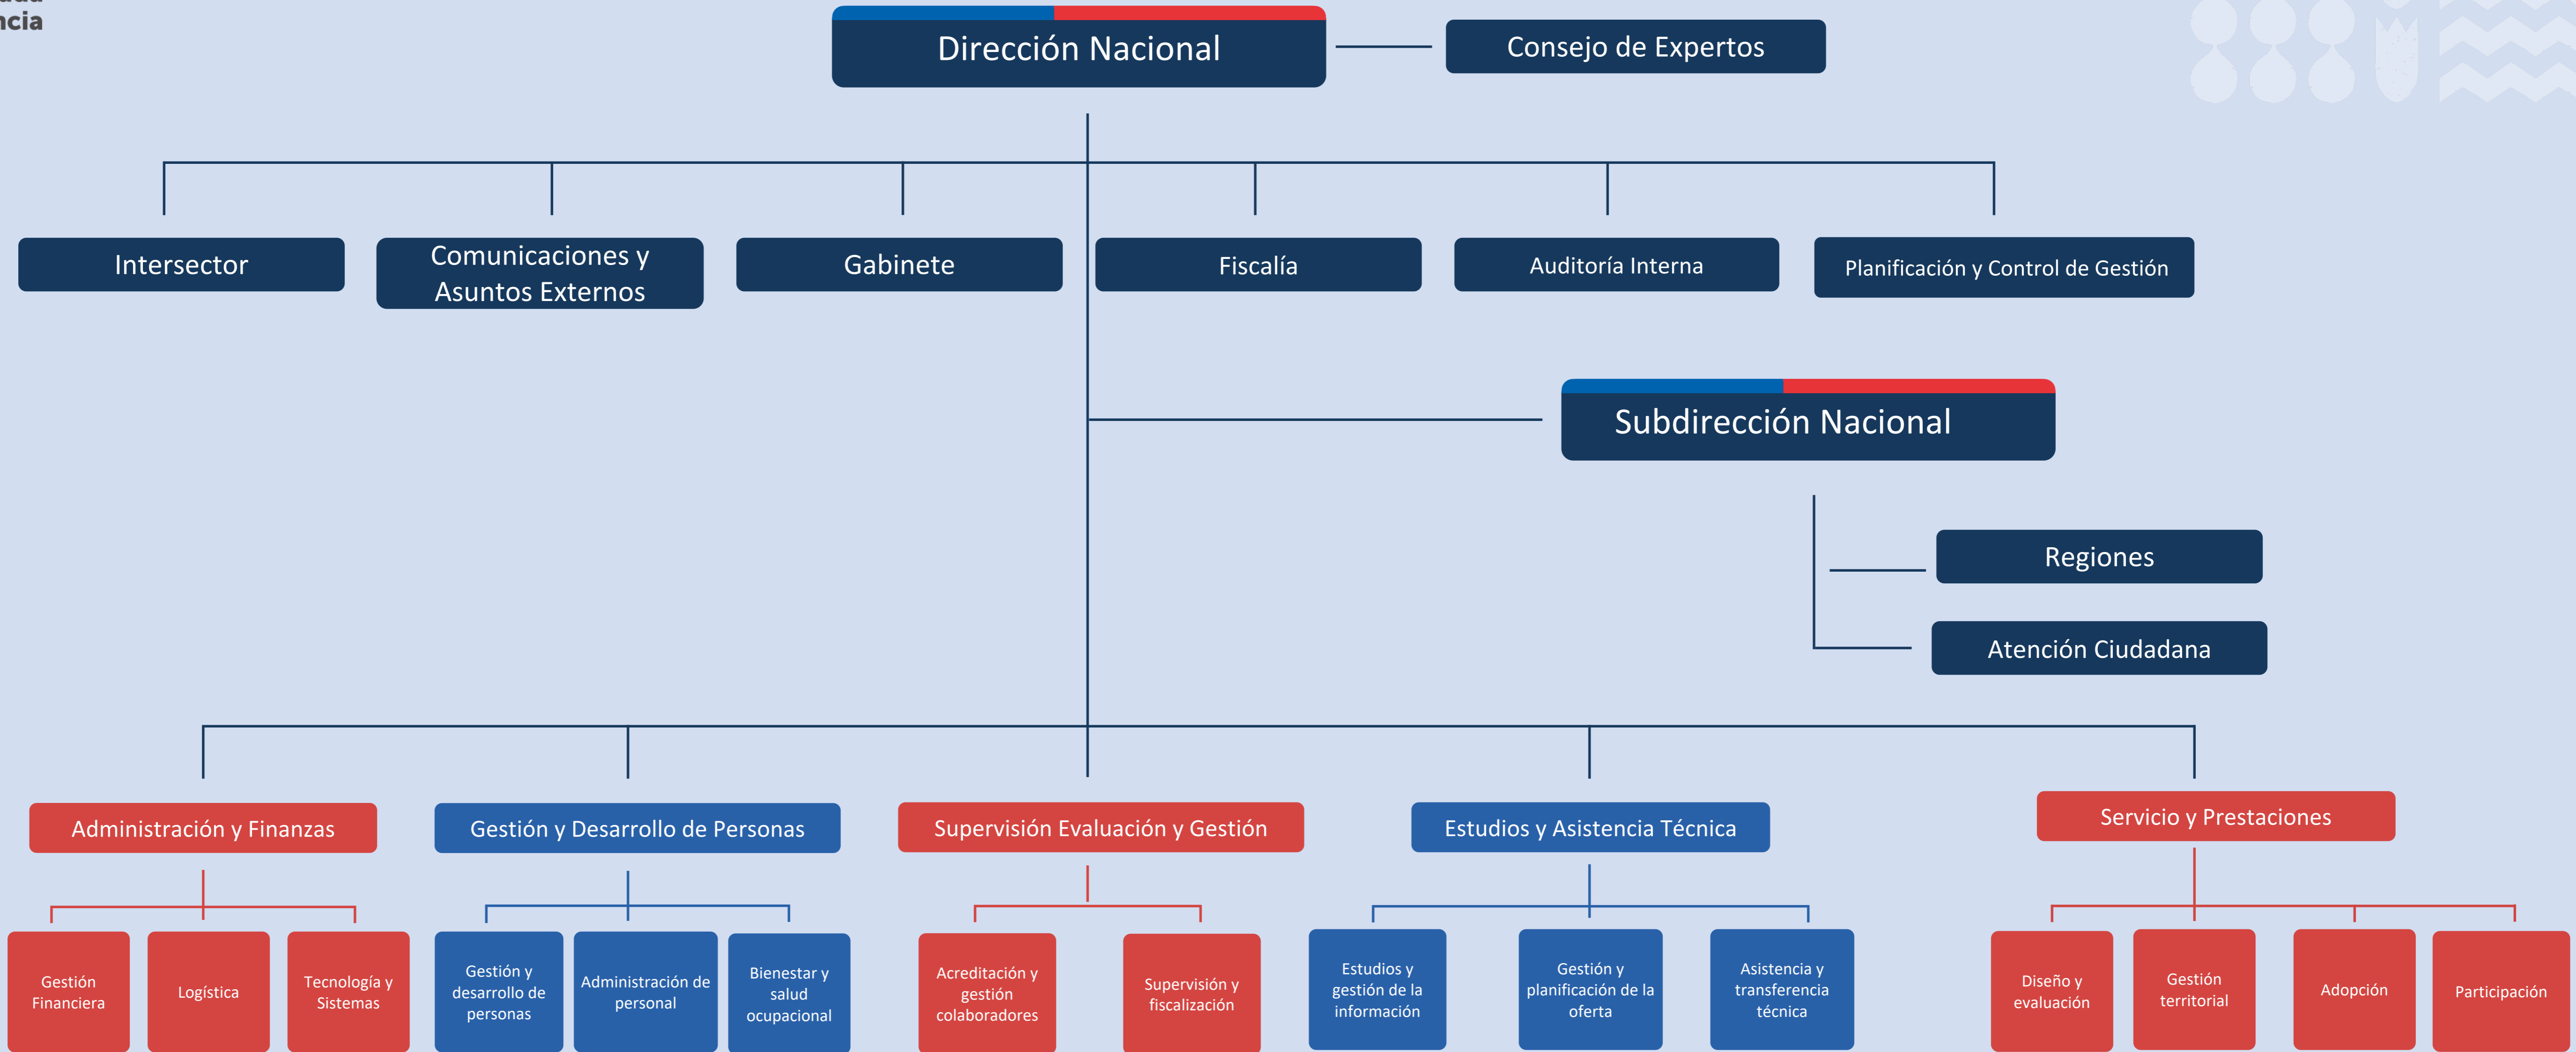 Dirección Nacional
Consejo de Expertos
Intersector
Comunicaciones y
Asuntos Externos
Gabinete
Fiscalía
Auditoría Interna
Planificación y Control de Gestión
Subdirección Nacional
Regiones
Atención Ciudadana
Administración y Finanzas
Gestión y Desarrollo de Personas
Supervisión Evaluación y Gestión
Estudios y Asistencia Técnica
Servicio y Prestaciones
Gestión
Financiera
Logística
Tecnología y
Sistemas
Gestión y
desarrollo de
personas
Administración de
personal
Bienestar y
salud
ocupacional
Acreditación y
gestión
colaboradores
Supervisión y
fiscalización
Estudios y
gestión de la
información
Gestión y
planificación de la
oferta
Asistencia y
transferencia
técnica
Diseño y
evaluación
Gestión
territorial
Adopción
Participación